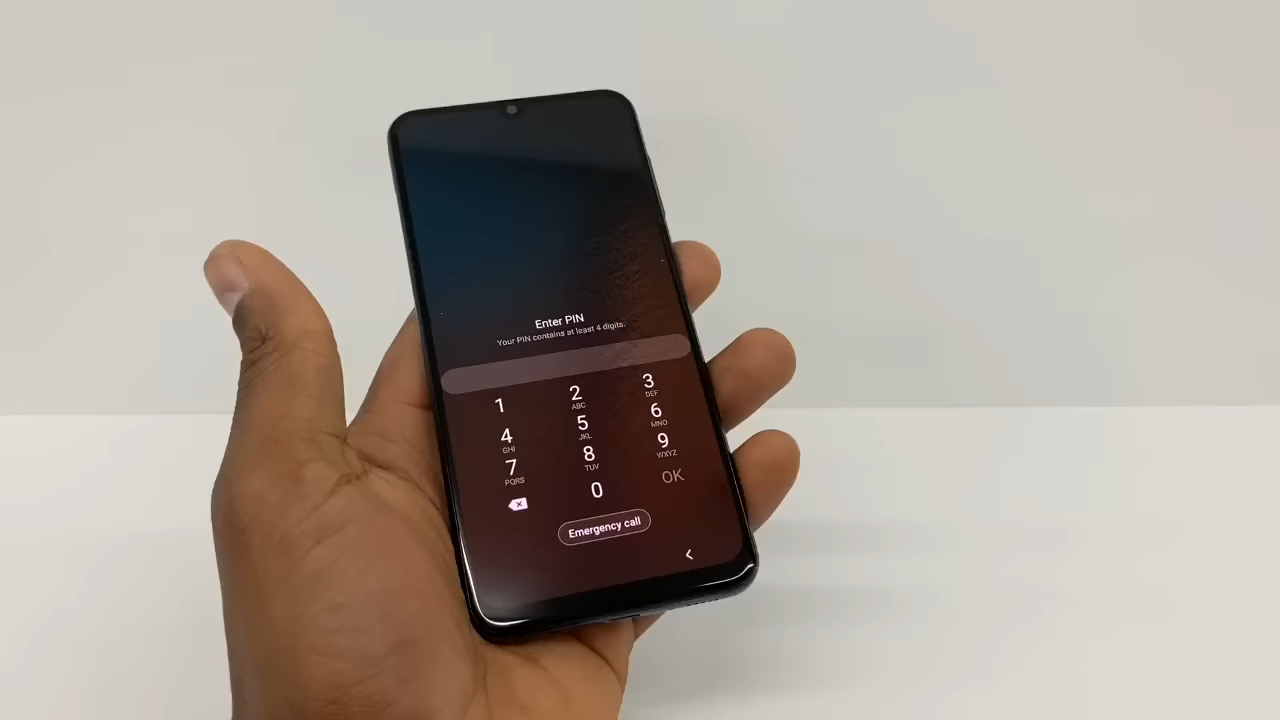 Enter PIN
Your PIN contains at least 4 digits.
1 2 3
ABC DEF
4 5 6
GHI JKL MNO
7 8 9
PQRS TUV WXYZ
0 OK
Emergency call